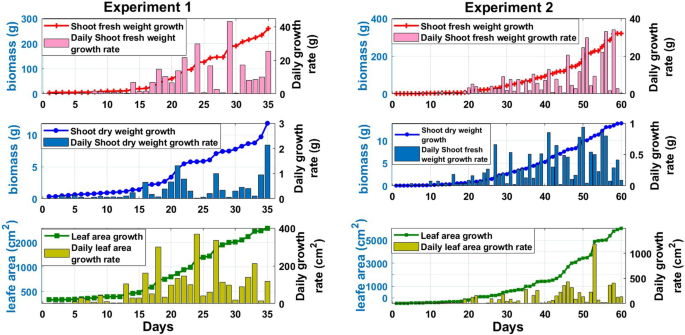 Experiment 1
Experiment 2
biomass (g)
300
200
100
0
Shoot fresh weight growth
Daily Shoot fresh weight
growth rate
40
20
0
Daily growth
rate (g)
0 5 10 15 20 25 30 35
biomass (g)
400
200
0
Shoot fresh weight growth
Daily Shoot fresh weight
growth rate
40
20
0
Daily growth
rate (g)
0 10 20 30 40 50 60
biomass (g)
10
5
0
Shoot dry weight growth
Daily Shoot dry weight growth rate
3
2
1
0
Daily growth
rate (g)
0 5 10 15 20 25 30 35
biomass (g)
10
5
0
Shoot dry weight
growth
Daily Shoot fresh
weight growth rate
1
0.5
0
Daily growth
rate (g)
0 10 20 30 40 50 60
leafe area (cm2)
2000
1000
500
Leaf area growth
Daily leaf area
growth rate
400
200
0
Daily growth
rate (cm2)
0 5 10 15 20 25 30 35
Days
leafe area (cm2)
5000
3000
1000
0
Leaf area growth
Daily leaf area growth rate
1000
500
0
Daily growth
rate (cm2)
0 10 20 30 40 50 60
Days